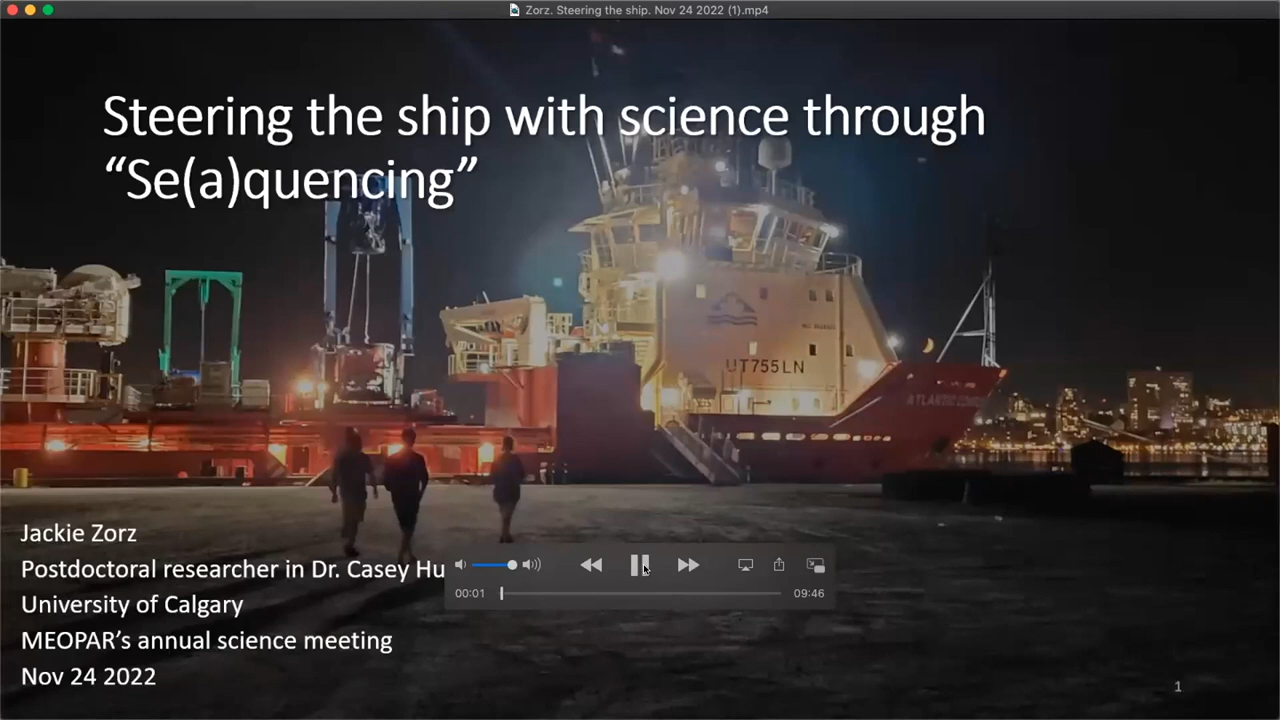 Zorz. Steering the ship. Nov 24 2022 (1).mp4
Steering the ship with science through
“Se(a)quencing”
UT755LN
ATLANTIC
Jackie Zorz
Postdoctoral researcher in Dr. Casey
University of Calgary
MEOPAR’s annual science meeting
Nov 24 2022
00:01
09:46
1